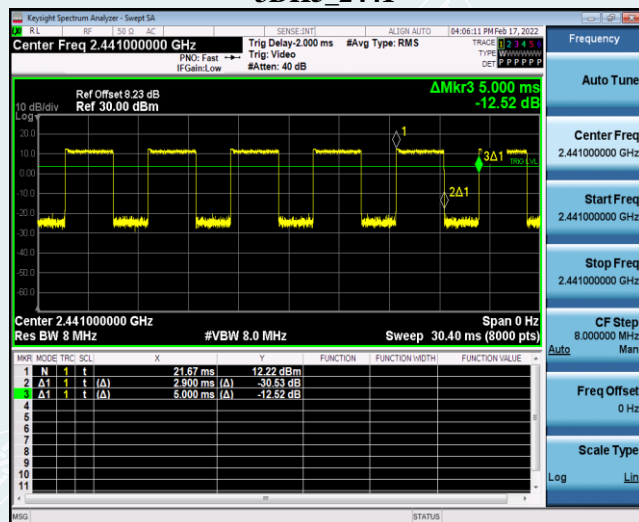 Keysight Spectrum Analyzer - Swept SA
RL RF 50 Ω AC SENSE:INT ALIGN AUTO 04:06:11 PM Feb 17, 2022
Center Freq 2.441000000 GHz
PNO: Fast
IFGain:Low
Trig Delay-2.000 ms
Trig: Video
#Atten: 40 dB
#Avg Type: RMS
TRACE 1 2 3 4 5 6
TYPE WWWWWW
DET P P P P P P
Ref Offset 8.23 dB
10 dB/div Ref 30.00 dBm
Log
ΔMkr3 5.000 ms
-12.52 dB
20.0
10.0
0.00
-10.0
-20.0
-30.0
-40.0
-50.0
-60.0
1
3Δ1
TRIG LVL
2Δ1
Center 2.441000000 GHz Span 0 Hz
Res BW 8 MHz #VBW 8.0 MHz Sweep 30.40 ms (8000 pts)
MKR MODE TRC SCL X Y FUNCTION FUNCTION WIDTH FUNCTION VALUE
1 N 1 t 21.67 ms 12.22 dBm
2 Δ1 1 t (Δ) 2.900 ms (Δ) -30.53 dB
3 Δ1 1 t (Δ) 5.000 ms (Δ) -12.52 dB
4
5
6
7
8
9
10
11
MSG STATUS
Frequency
Auto Tune
Center Freq
2.441000000 GHz
Start Freq
2.441000000 GHz
Stop Freq
2.441000000 GHz
CF Step
8.000000 MHz
Auto Man
Freq Offset
0 Hz
Scale Type
Log Lin